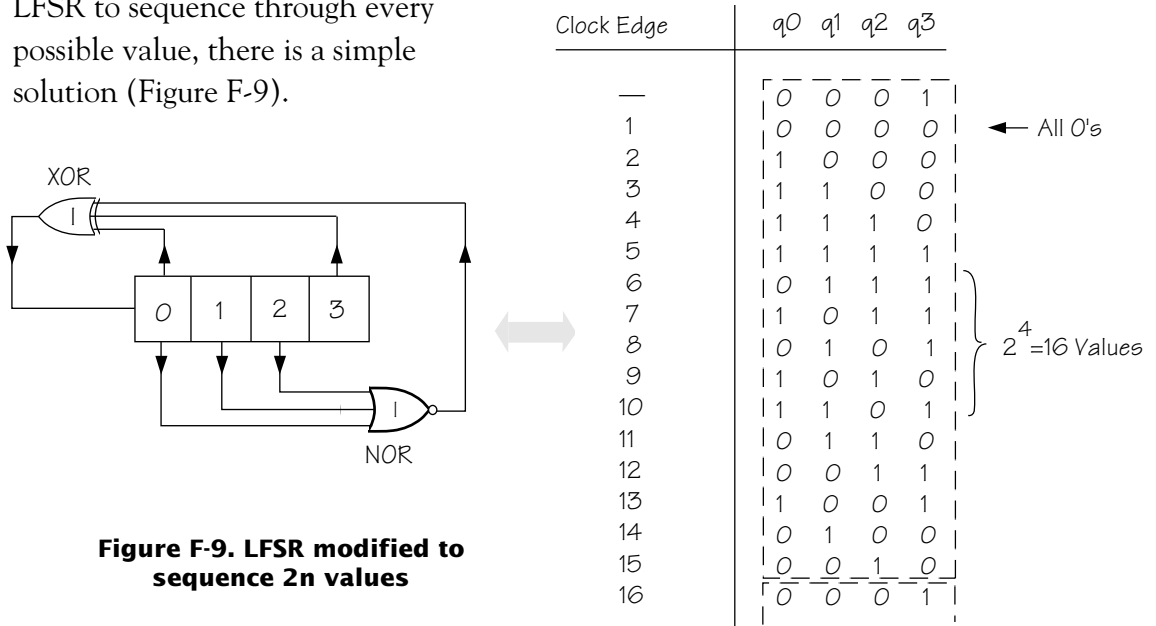 LFSR to sequence through every
possible value, there is a simple
solution (Figure F-9).
XOR
|
0 1 2 3
|
NOR
Figure F-9. LFSR modified to
sequence 2n values
Clock Edge q0 q1 q2 q3
— 0 0 0 1
1 0 0 0 0 All 0's
2 1 0 0 0
3 1 1 0 0
4 1 1 1 0
5 1 1 1 1
6 0 1 1 1
7 1 0 1 1
8 0 1 0 1 2^4=16 Values
9 1 0 1 0
10 1 1 0 1
11 0 1 1 0
12 0 0 1 1
13 1 0 0 1
14 0 1 0 0
15 0 0 1 0
16 0 0 0 1